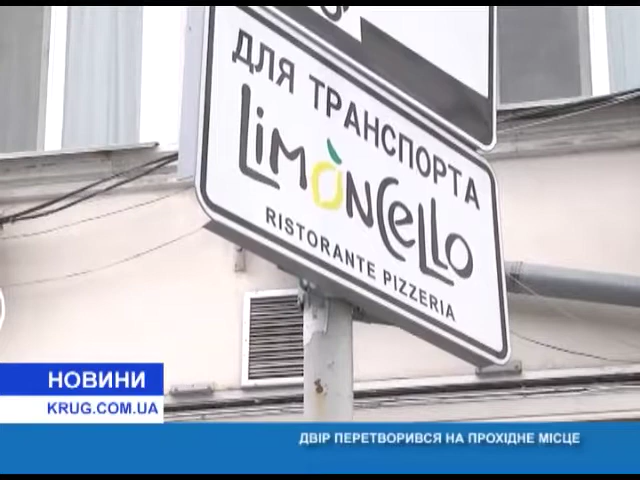 ДЛЯ ТРАНСПОРТА
LIMONCELLO
RISTORANTE PIZZERIA
НОВИНИ
KRUG.COM.UA
ДВІР ПЕРЕТВОРИВСЯ НА ПРОХІДНЕ МІСЦЕ